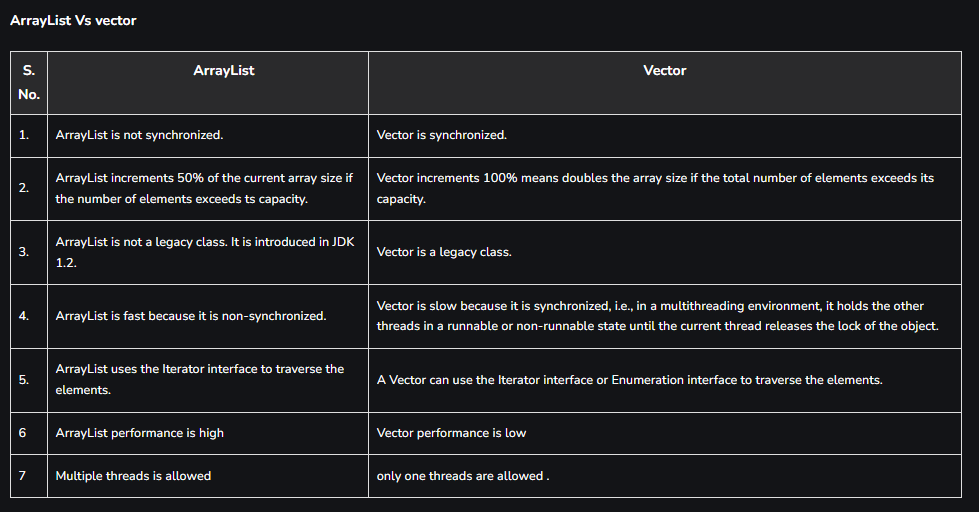 ArrayList Vs vector
S. No. ArrayList Vector
1. ArrayList is not synchronized. Vector is synchronized.
2. ArrayList increments 50% of the current array size if
the number of elements exceeds ts capacity.
Vector increments 100% means doubles the array size if the total number of elements exceeds its
capacity.
3. ArrayList is not a legacy class. It is introduced in JDK
1.2.
Vector is a legacy class.
4. ArrayList is fast because it is non-synchronized.
Vector is slow because it is synchronized, i.e., in a multithreading environment, it holds the other
threads in a runnable or non-runnable state until the current thread releases the lock of the object.
5. ArrayList uses the Iterator interface to traverse the
elements.
A Vector can use the Iterator interface or Enumeration interface to traverse the elements.
6 ArrayList performance is high Vector performance is low
7 Multiple threads is allowed only one threads are allowed .